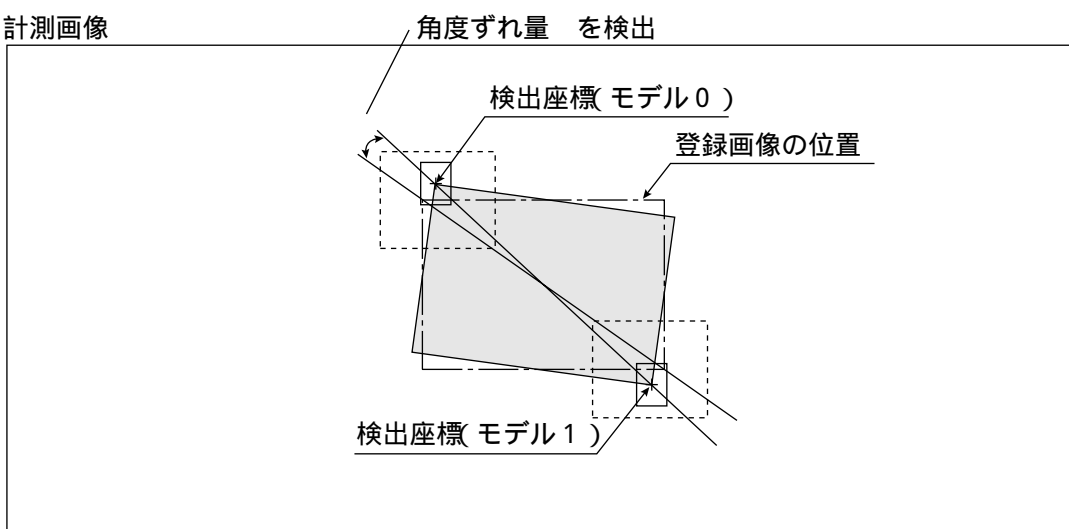 計測画像
角度ずれ量 を検出
検出座標(モデル0)
登録画像の位置
検出座標(モデル1)